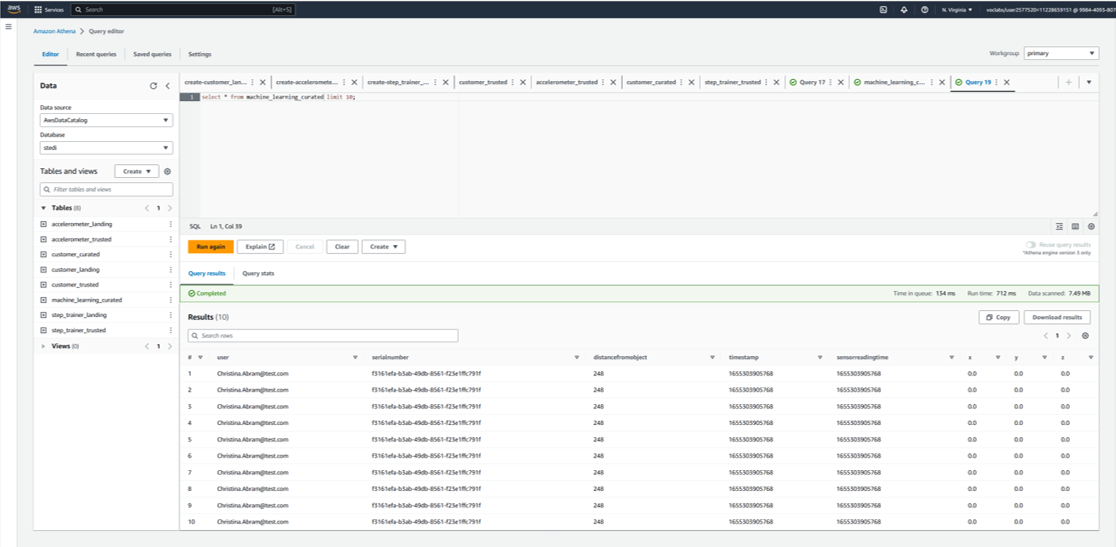 aws Services Search [Alt+S] N. Virginia voclabs/user2577520=11228659151 @ 9984-4093-807
Amazon Athena > Query editor
Editor Recent queries Saved queries Settings Workgroup primary
Data
Data source
AwsDataCatalog
Database
stedi
Tables and views Create
Filter tables and views
Tables (8) < 1 >
accelerometer_landing
accelerometer_trusted
customer_curated
customer_landing
customer_trusted
machine_learning_curated
step_trainer_landing
step_trainer_trusted
Views (0) < 1 >
create-customer_lan... create-acceleromete... create-step_trainer_... customer_trusted accelerometer_trusted customer_curated step_trainer_trusted Query 17 machine_learning_c... Query 19
1 select * from machine_learning_curated limit 10;
SQL Ln 1, Col 39
Run again Explain Cancel Clear Create Reuse query results
*Athena engine version 3 only
Query results Query stats
Completed Time in queue: 134 ms Run time: 712 ms Data scanned: 7.49 MB
Results (10) Copy Download results
Search rows < 1 >
# user serialnumber distancefromobject timestamp sensorreadingtime x y z
1 Christina.Abram@test.com f3161efa-b3ab-49db-8561-f23e1ffc791f 248 1655303905768 1655303905768 0.0 0.0 0.0
2 Christina.Abram@test.com f3161efa-b3ab-49db-8561-f23e1ffc791f 248 1655303905768 1655303905768 0.0 0.0 0.0
3 Christina.Abram@test.com f3161efa-b3ab-49db-8561-f23e1ffc791f 248 1655303905768 1655303905768 0.0 0.0 0.0
4 Christina.Abram@test.com f3161efa-b3ab-49db-8561-f23e1ffc791f 248 1655303905768 1655303905768 0.0 0.0 0.0
5 Christina.Abram@test.com f3161efa-b3ab-49db-8561-f23e1ffc791f 248 1655303905768 1655303905768 0.0 0.0 0.0
6 Christina.Abram@test.com f3161efa-b3ab-49db-8561-f23e1ffc791f 248 1655303905768 1655303905768 0.0 0.0 0.0
7 Christina.Abram@test.com f3161efa-b3ab-49db-8561-f23e1ffc791f 248 1655303905768 1655303905768 0.0 0.0 0.0
8 Christina.Abram@test.com f3161efa-b3ab-49db-8561-f23e1ffc791f 248 1655303905768 1655303905768 0.0 0.0 0.0
9 Christina.Abram@test.com f3161efa-b3ab-49db-8561-f23e1ffc791f 248 1655303905768 1655303905768 0.0 0.0 0.0
10 Christina.Abram@test.com f3161efa-b3ab-49db-8561-f23e1ffc791f 248 1655303905768 1655303905768 0.0 0.0 0.0